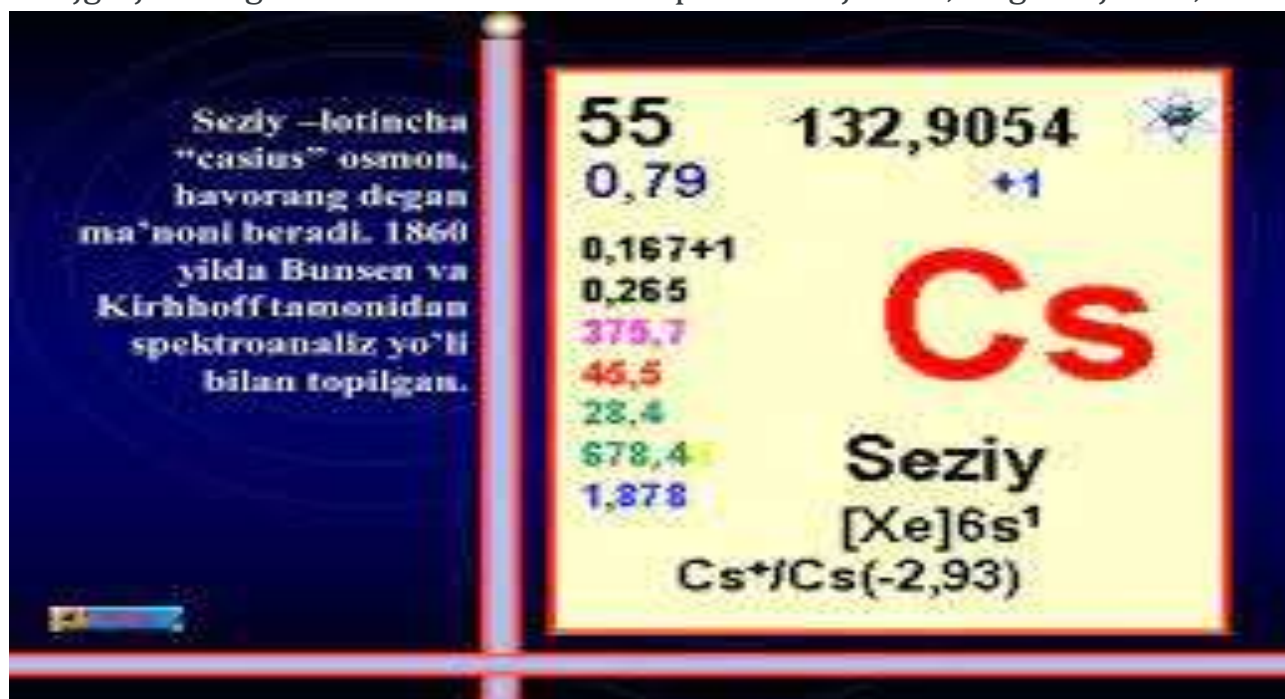 Seziy –lotincha
“casius” osmon,
havorang degan
ma’noni beradi. 1860
yilda Bunsen va
Kirhhoff tamonidan
spektroanaliz yo’li
bilan topilgan.
55 132,9054
0,79 +1
0,167+1
0,265
375,7
45,5
28,4
678,4
1,878
Cs
Seziy
[Xe]6s¹
Cs⁺/Cs(-2,93)